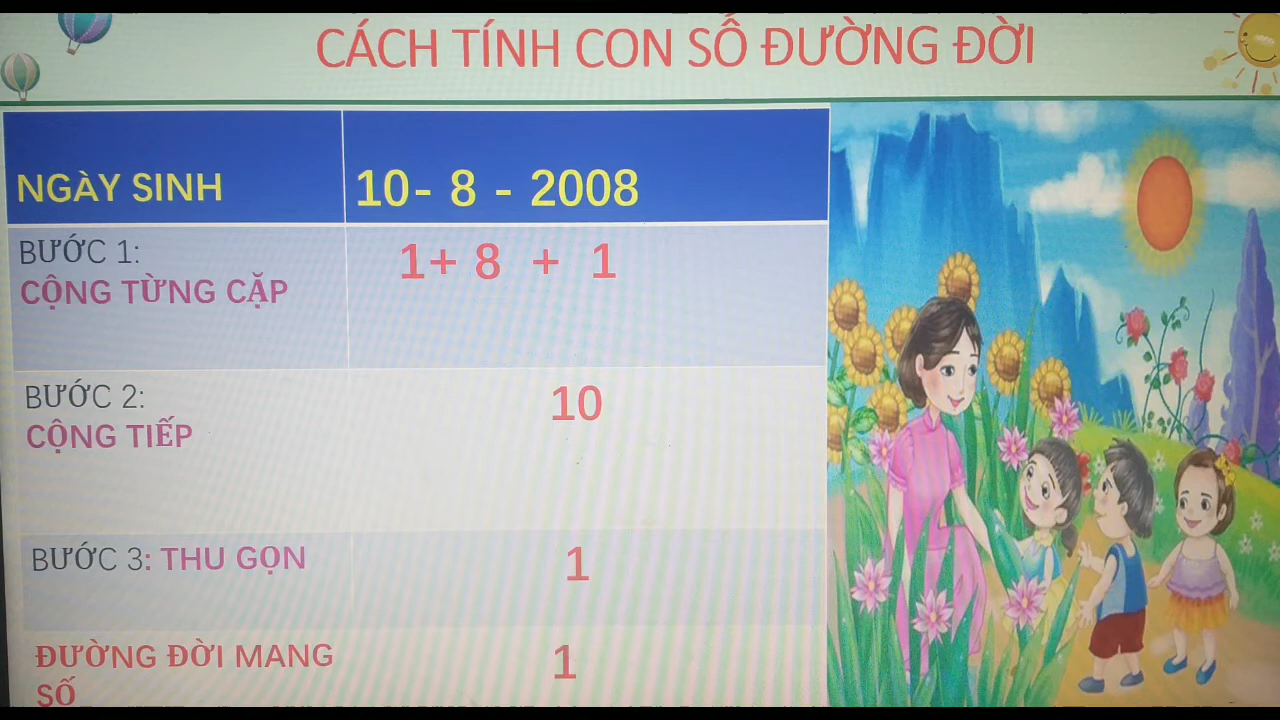 CÁCH TÍNH CON SỐ ĐƯỜNG ĐỜI
NGÀY SINH
10- 8 - 2008
BƯỚC 1:
CỘNG TỪNG CẶP
1+ 8 + 1
BƯỚC 2:
CỘNG TIẾP
10
BƯỚC 3: THU GỌN
1
ĐƯỜNG ĐỜI MANG
SỐ
1